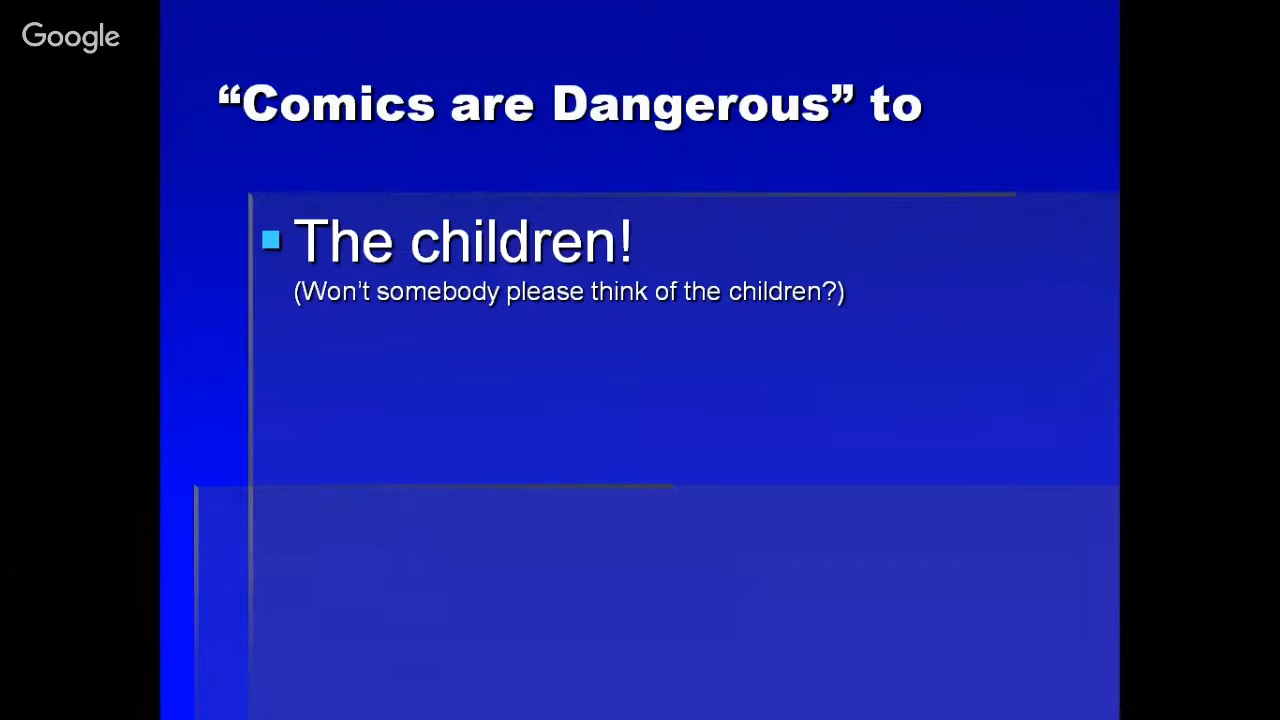 Google
“Comics are Dangerous” to
The children!
(Won't somebody please think of the children?)